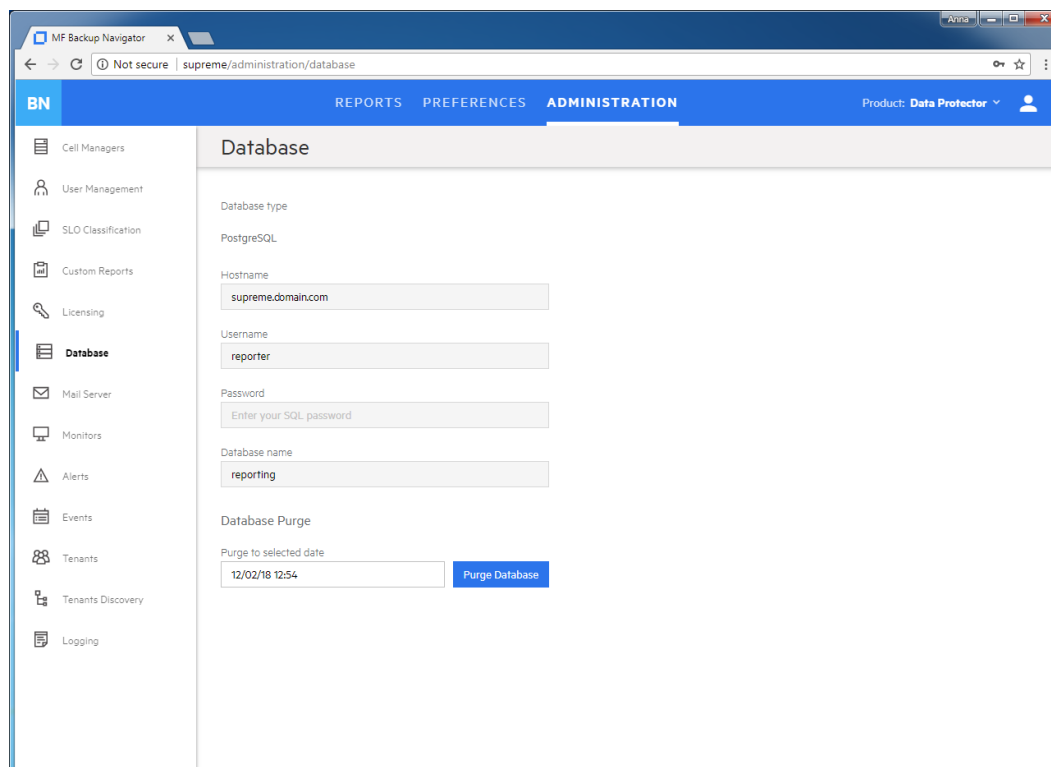 Anna
MF Backup Navigator
Not secure supreme/administration/database
BN REPORTS PREFERENCES ADMINISTRATION Product: Data Protector
Cell Managers
User Management
SLO Classification
Custom Reports
Licensing
Database
Mail Server
Monitors
Alerts
Events
Tenants
Tenants Discovery
Logging
Database
Database type
PostgreSQL
Hostname
supreme.domain.com
Username
reporter
Password
Enter your SQL password
Database name
reporting
Database Purge
Purge to selected date
12/02/18 12:54 Purge Database